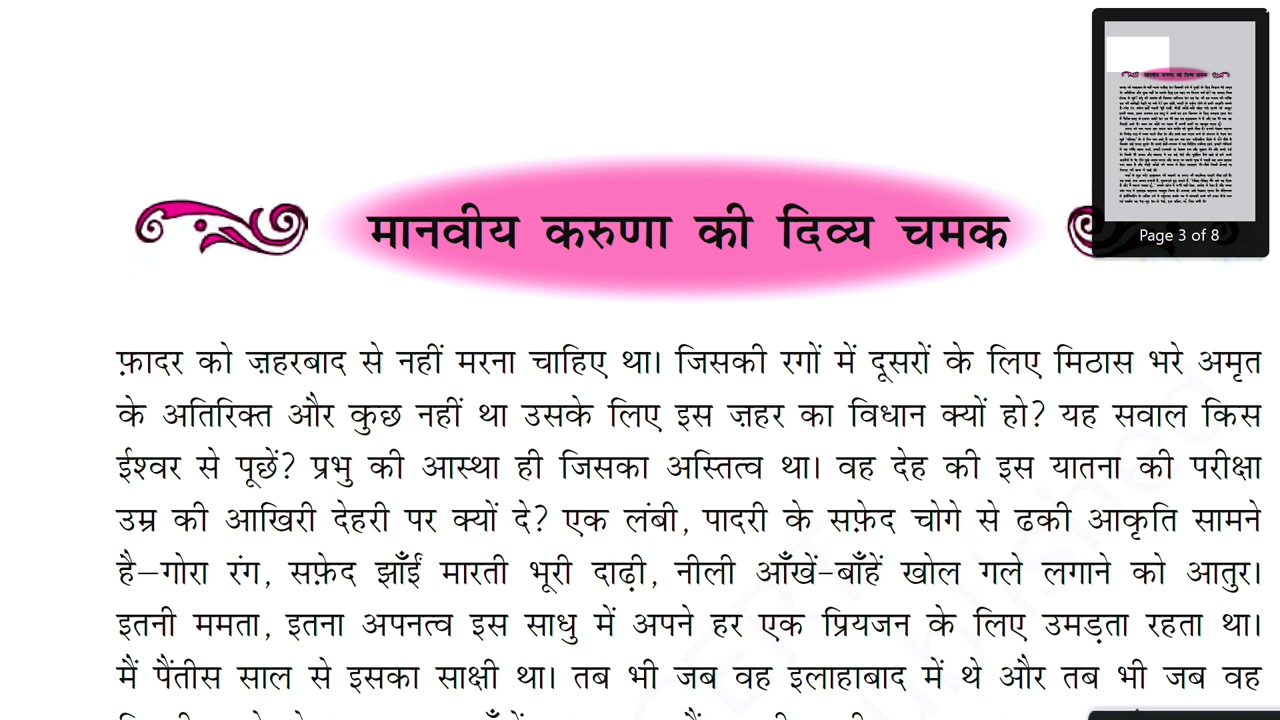 मानवीय करुणा की दिव्य चमक
Page 3 of 8
फ़ादर को ज़हरबाद से नहीं मरना चाहिए था। जिसकी रगों में दूसरों के लिए मिठास भरे अमृत
के अतिरिक्त और कुछ नहीं था उसके लिए इस ज़हर का विधान क्यों हो? यह सवाल किस
ईश्वर से पूछें? प्रभु की आस्था ही जिसका अस्तित्व था। वह देह की इस यातना की परीक्षा
उम्र की आखिरी देहरी पर क्यों दे? एक लंबी, पादरी के सफ़ेद चोगे से ढकी आकृति सामने
है–गोरा रंग, सफ़ेद झाँईं मारती भूरी दाढ़ी, नीली आँखें–बाँहें खोल गले लगाने को आतुर।
इतनी ममता, इतना अपनत्व इस साधु में अपने हर एक प्रियजन के लिए उमड़ता रहता था।
मैं पैंतीस साल से इसका साक्षी था। तब भी जब वह इलाहाबाद में थे और तब भी जब वह